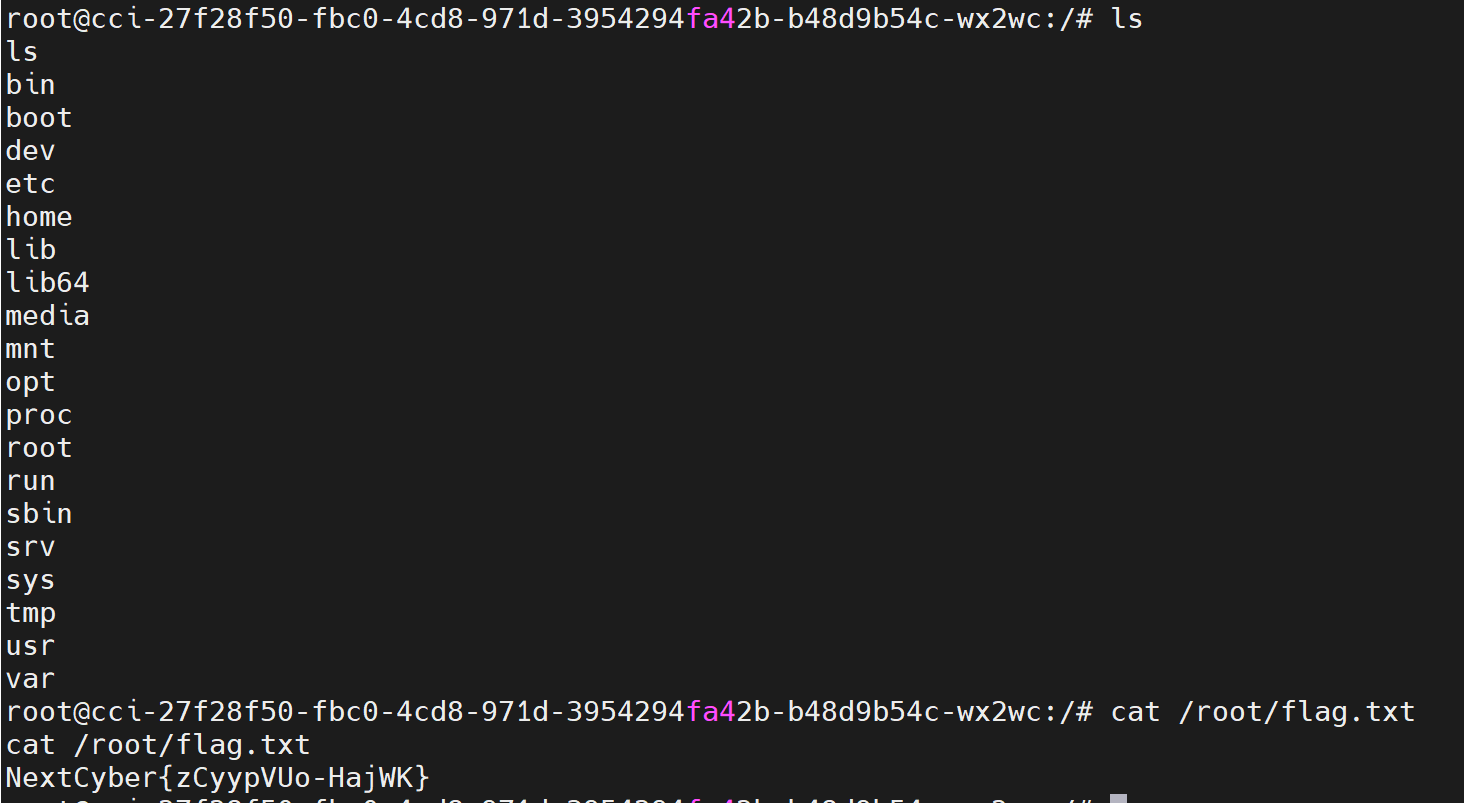 root@cci-27f28f50-fbc0-4cd8-971d-3954294fa42b-b48d9b54c-wx2wc:/# ls
ls
bin
boot
dev
etc
home
lib
lib64
media
mnt
opt
proc
root
run
sbin
srv
sys
tmp
usr
var
root@cci-27f28f50-fbc0-4cd8-971d-3954294fa42b-b48d9b54c-wx2wc:/# cat /root/flag.txt
cat /root/flag.txt
NextCyber{zCyypVUo-HajWK}